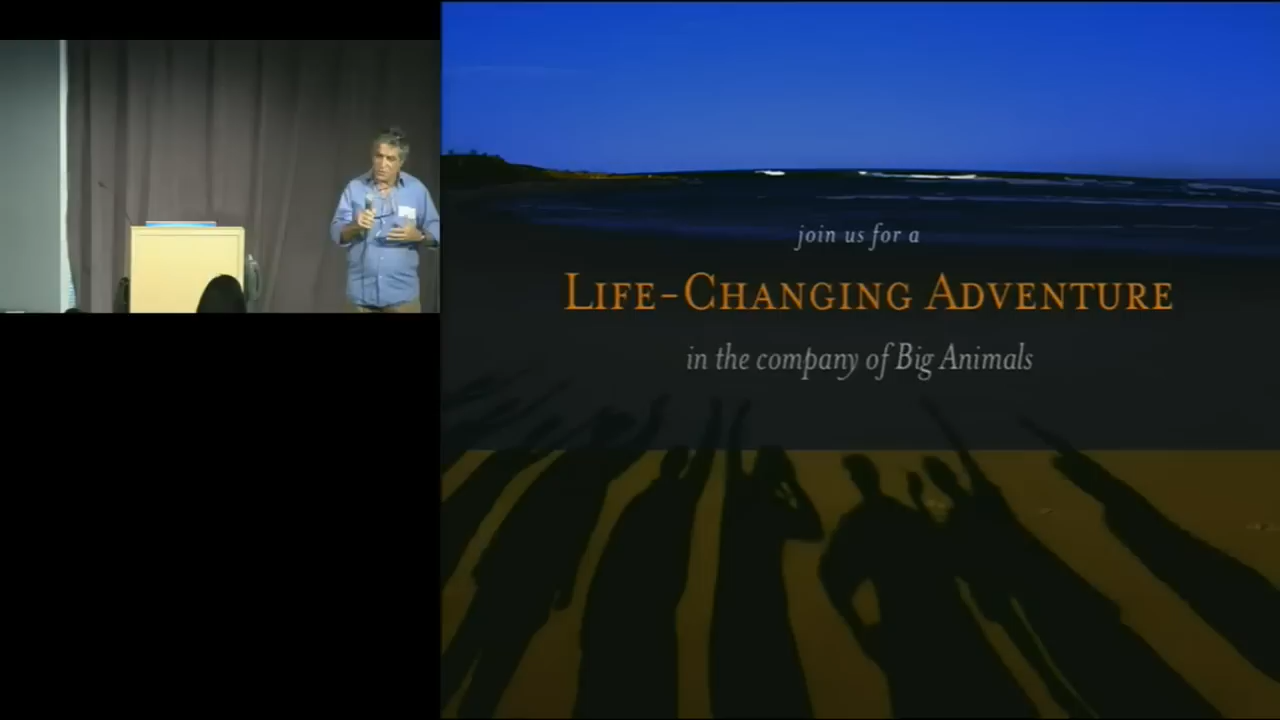 join us for a
Life-Changing Adventure
in the company of Big Animals